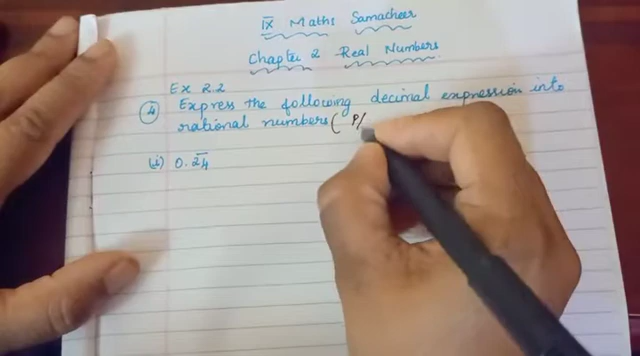 IX Maths Samacheer
Chapter 2 Real Numbers
Ex 2.2
4 Express the following decimal expression into
rational numbers ( P/
(i) 0.2̅4̅